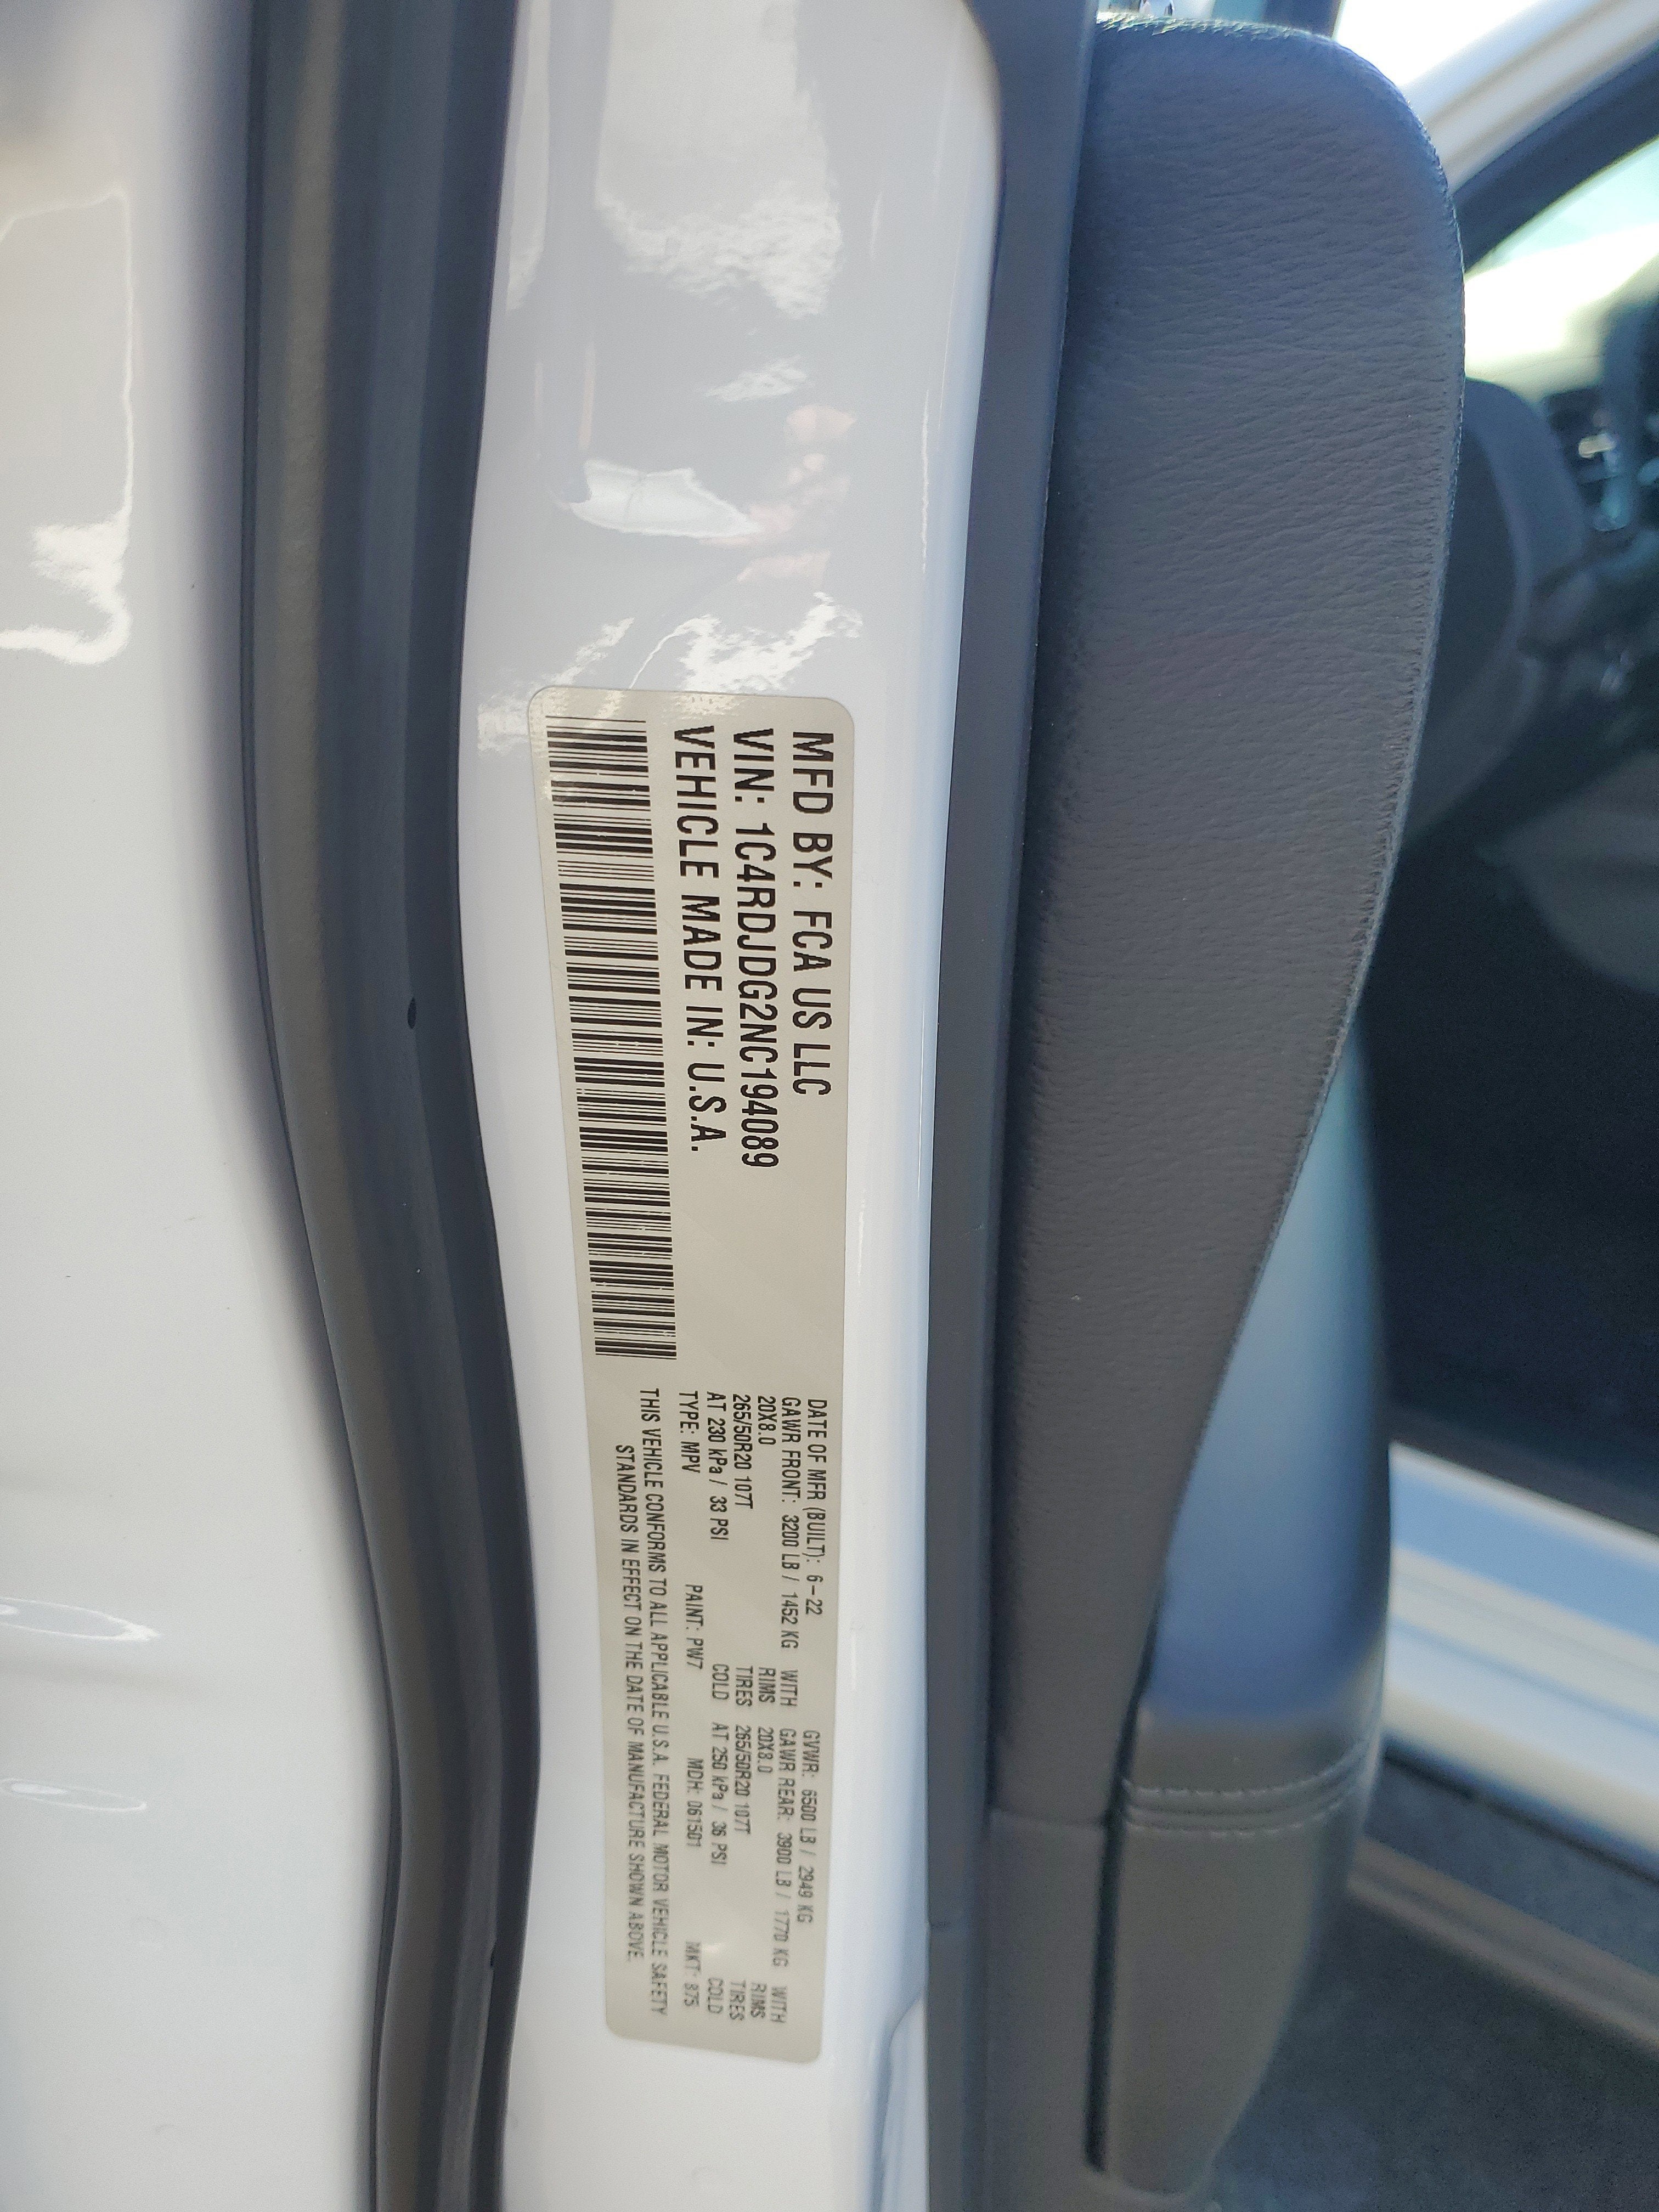 MFD BY: FCA US LLC
VIN: 1C4RDJDG2NC194089
VEHICLE MADE IN: U.S.A.
DATE OF MFR (BUILT): 6-22 GVWR: 6500 LB / 2949 KG
GAWR FRONT: 3200 LB / 1452 KG WITH GAWR REAR: 3900 LB / 1770 KG WITH
20X8.0 RIMS 20X8.0 RIMS
265/50R20 107T TIRES 265/50R20 107T TIRES
AT 230 kPa / 33 PSI COLD AT 250 kPa / 36 PSI COLD
TYPE: MPV PAINT: PW7 MDH: 061501 MKT: 875
THIS VEHICLE CONFORMS TO ALL APPLICABLE U.S.A. FEDERAL MOTOR VEHICLE SAFETY
STANDARDS IN EFFECT ON THE DATE OF MANUFACTURE SHOWN ABOVE.